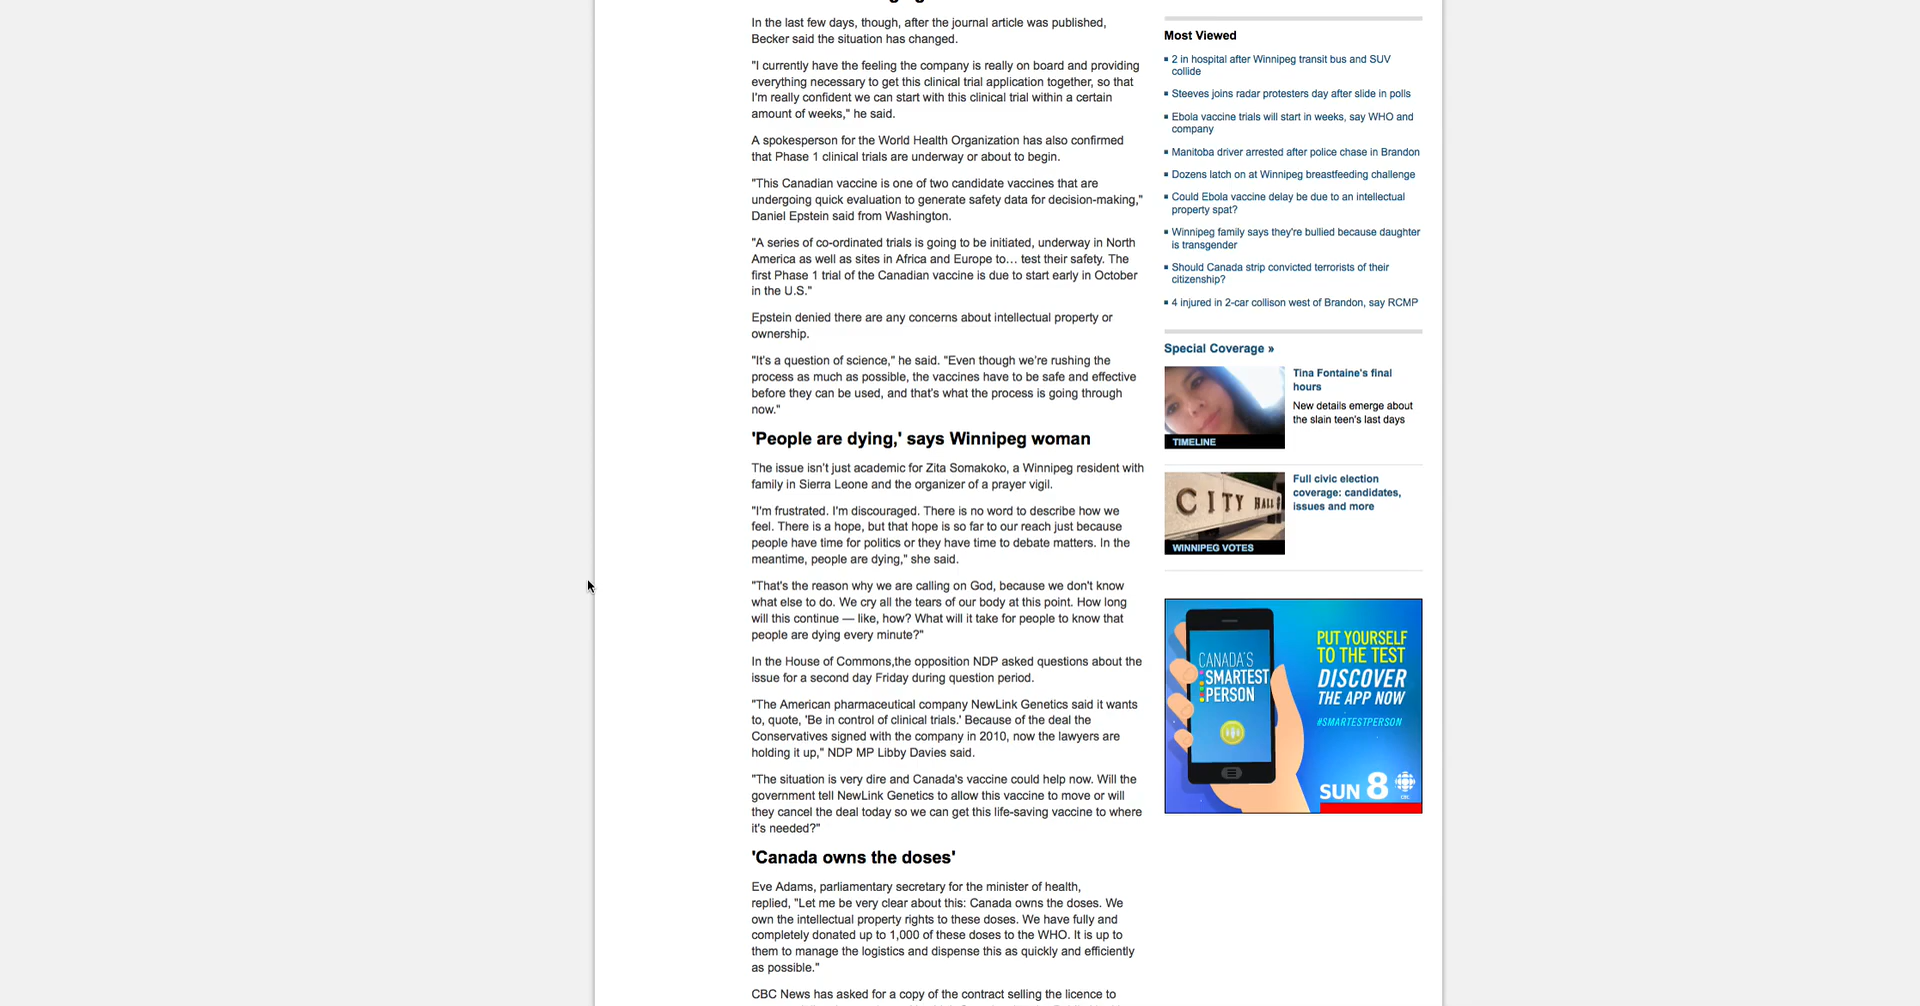 In the last few days, though, after the journal article was published,
Becker said the situation has changed.
"I currently have the feeling the company is really on board and providing
everything necessary to get this clinical trial application together, so that
I'm really confident we can start with this clinical trial within a certain
amount of weeks," he said.
A spokesperson for the World Health Organization has also confirmed
that Phase 1 clinical trials are underway or about to begin.
"This Canadian vaccine is one of two candidate vaccines that are
undergoing quick evaluation to generate safety data for decision-making,"
Daniel Epstein said from Washington.
"A series of co-ordinated trials is going to be initiated, underway in North
America as well as sites in Africa and Europe to… test their safety. The
first Phase 1 trial of the Canadian vaccine is due to start early in October
in the U.S."
Epstein denied there are any concerns about intellectual property or
ownership.
"It's a question of science," he said. "Even though we're rushing the
process as much as possible, the vaccines have to be safe and effective
before they can be used, and that's what the process is going through
now."
'People are dying,' says Winnipeg woman
The issue isn't just academic for Zita Somakoko, a Winnipeg resident with
family in Sierra Leone and the organizer of a prayer vigil.
"I'm frustrated. I'm discouraged. There is no word to describe how we
feel. There is a hope, but that hope is so far to our reach just because
people have time for politics or they have time to debate matters. In the
meantime, people are dying," she said.
"That's the reason why we are calling on God, because we don't know
what else to do. We cry all the tears of our body at this point. How long
will this continue — like, how? What will it take for people to know that
people are dying every minute?"
In the House of Commons,the opposition NDP asked questions about the
issue for a second day Friday during question period.
"The American pharmaceutical company NewLink Genetics said it wants
to, quote, 'Be in control of clinical trials.' Because of the deal the
Conservatives signed with the company in 2010, now the lawyers are
holding it up," NDP MP Libby Davies said.
"The situation is very dire and Canada's vaccine could help now. Will the
government tell NewLink Genetics to allow this vaccine to move or will
they cancel the deal today so we can get this life-saving vaccine to where
it's needed?"
'Canada owns the doses'
Eve Adams, parliamentary secretary for the minister of health,
replied, "Let me be very clear about this: Canada owns the doses. We
own the intellectual property rights to these doses. We have fully and
completely donated up to 1,000 of these doses to the WHO. It is up to
them to manage the logistics and dispense this as quickly and efficiently
as possible."
CBC News has asked for a copy of the contract selling the licence to
Most Viewed
2 in hospital after Winnipeg transit bus and SUV
collide
Steeves joins radar protesters day after slide in polls
Ebola vaccine trials will start in weeks, say WHO and
company
Manitoba driver arrested after police chase in Brandon
Dozens latch on at Winnipeg breastfeeding challenge
Could Ebola vaccine delay be due to an intellectual
property spat?
Winnipeg family says they're bullied because daughter
is transgender
Should Canada strip convicted terrorists of their
citizenship?
4 injured in 2-car collison west of Brandon, say RCMP
Special Coverage »
TIMELINE
Tina Fontaine's final
hours
New details emerge about
the slain teen's last days
CITY HALL
WINNIPEG VOTES
Full civic election
coverage: candidates,
issues and more
CANADA'S
SMARTEST
PERSON
PUT YOURSELF
TO THE TEST
DISCOVER
THE APP NOW
#SMARTESTPERSON
SUN 8
CBC